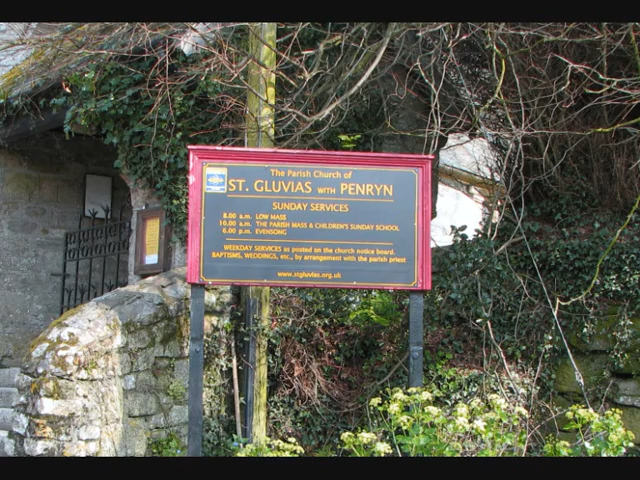 The Parish Church of
ST. GLUVIAS WITH PENRYN
SUNDAY SERVICES
8.00 a.m. LOW MASS
10.00 a.m. THE PARISH MASS & CHILDREN'S SUNDAY SCHOOL
6.00 p.m. EVENSONG
WEEKDAY SERVICES as posted on the church notice board.
BAPTISMS, WEDDINGS, etc., by arrangement with the parish priest
www.stgluvias.org.uk